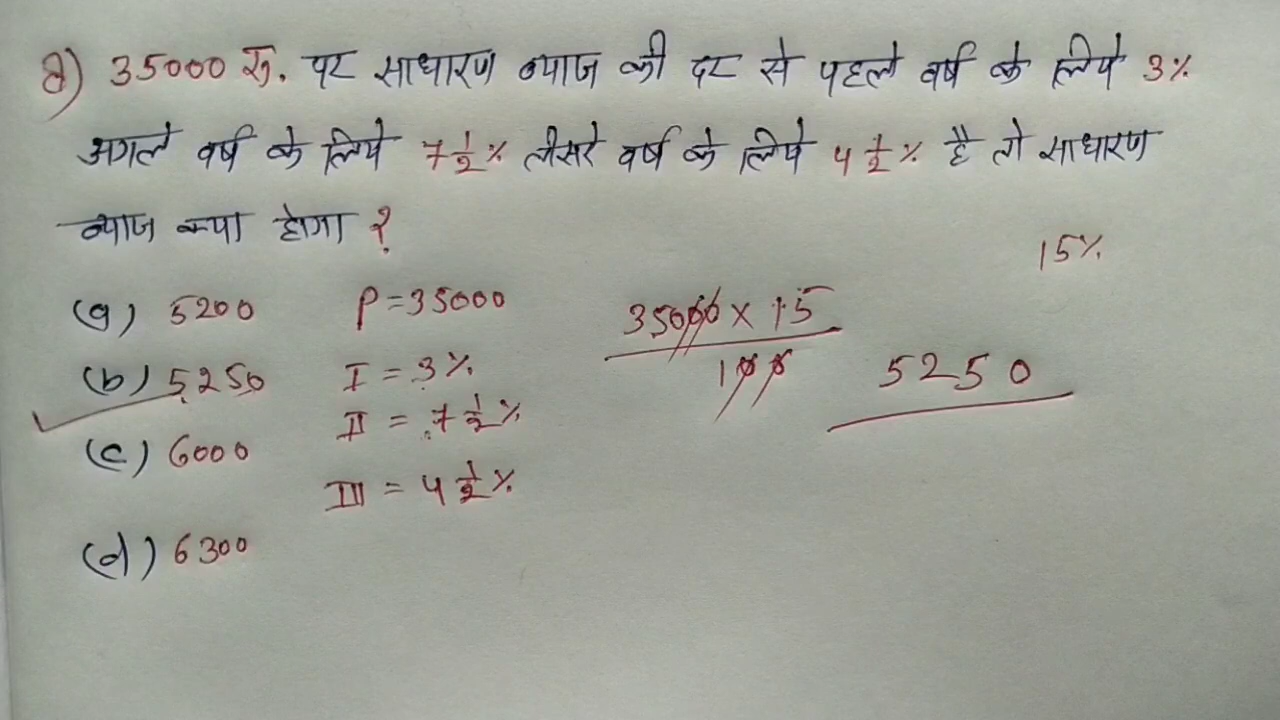 प्र) 35000 रु. पर साधारण ब्याज की दर से पहले वर्ष के लिये 3%
अगले वर्ष के लिये 7 1/2 % तीसरे वर्ष के लिये 4 1/2 % है तो साधारण
ब्याज क्या होगा ?
15%
(a) 5200
P = 35000
35000 x 15
100
5250
(b) 5250
I = 3%
II = 7 1/2 %
(c) 6000
III = 4 1/2 %
(d) 6300